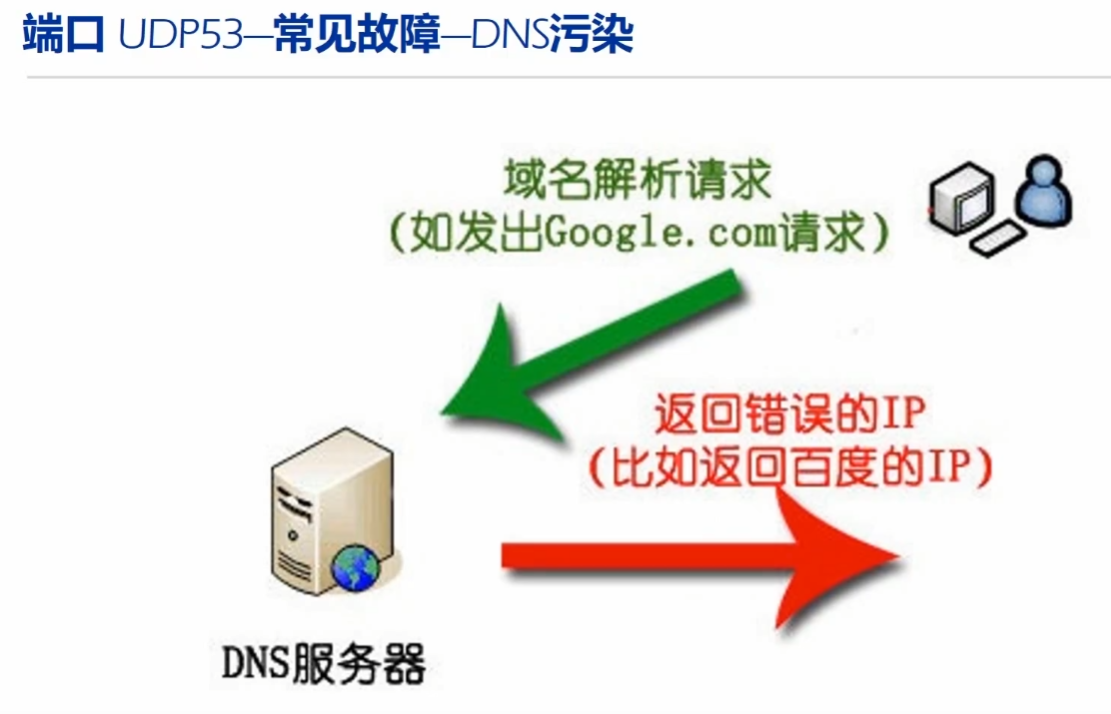 端口 UDP53—常见故障—DNS污染
域名解析请求
(如发出Google.com请求)
返回错误的IP
(比如返回百度的IP)
DNS服务器